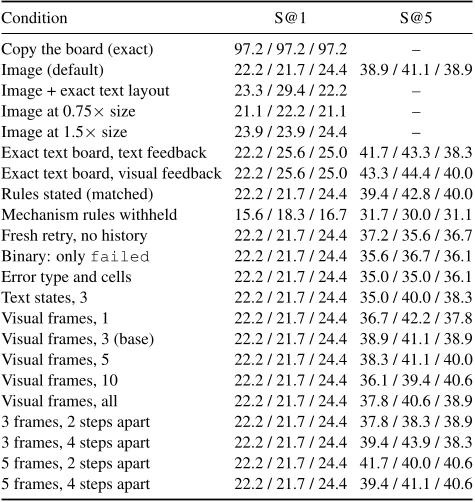 Condition S@1 S@5
Copy the board (exact) 97.2 / 97.2 / 97.2 –
Image (default) 22.2 / 21.7 / 24.4 38.9 / 41.1 / 38.9
Image + exact text layout 23.3 / 29.4 / 22.2 –
Image at 0.75× size 21.1 / 22.2 / 21.1 –
Image at 1.5× size 23.9 / 23.9 / 24.4 –
Exact text board, text feedback 22.2 / 25.6 / 25.0 41.7 / 43.3 / 38.3
Exact text board, visual feedback 22.2 / 25.6 / 25.0 43.3 / 44.4 / 40.0
Rules stated (matched) 22.2 / 21.7 / 24.4 39.4 / 42.8 / 40.0
Mechanism rules withheld 15.6 / 18.3 / 16.7 31.7 / 30.0 / 31.1
Fresh retry, no history 22.2 / 21.7 / 24.4 37.2 / 35.6 / 36.7
Binary: only failed 22.2 / 21.7 / 24.4 35.6 / 36.7 / 36.1
Error type and cells 22.2 / 21.7 / 24.4 35.0 / 35.0 / 36.1
Text states, 3 22.2 / 21.7 / 24.4 35.0 / 40.0 / 38.3
Visual frames, 1 22.2 / 21.7 / 24.4 36.7 / 42.2 / 37.8
Visual frames, 3 (base) 22.2 / 21.7 / 24.4 38.9 / 41.1 / 38.9
Visual frames, 5 22.2 / 21.7 / 24.4 38.3 / 41.1 / 40.0
Visual frames, 10 22.2 / 21.7 / 24.4 36.1 / 39.4 / 40.6
Visual frames, all 22.2 / 21.7 / 24.4 37.8 / 40.6 / 38.9
3 frames, 2 steps apart 22.2 / 21.7 / 24.4 37.8 / 38.3 / 38.9
3 frames, 4 steps apart 22.2 / 21.7 / 24.4 39.4 / 43.9 / 38.3
5 frames, 2 steps apart 22.2 / 21.7 / 24.4 41.7 / 40.0 / 40.6
5 frames, 4 steps apart 22.2 / 21.7 / 24.4 39.4 / 41.1 / 40.6